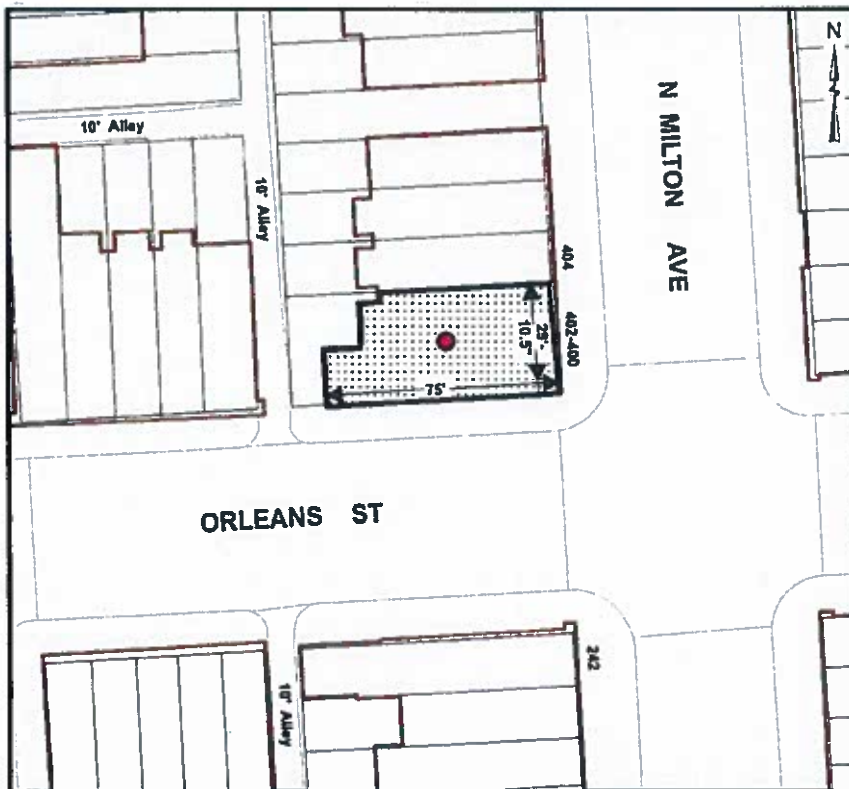 N
10' Alley
N MILTON AVE
10' Alley
404
402-400
29'-
10.5"
75'
ORLEANS ST
242
10' Alley